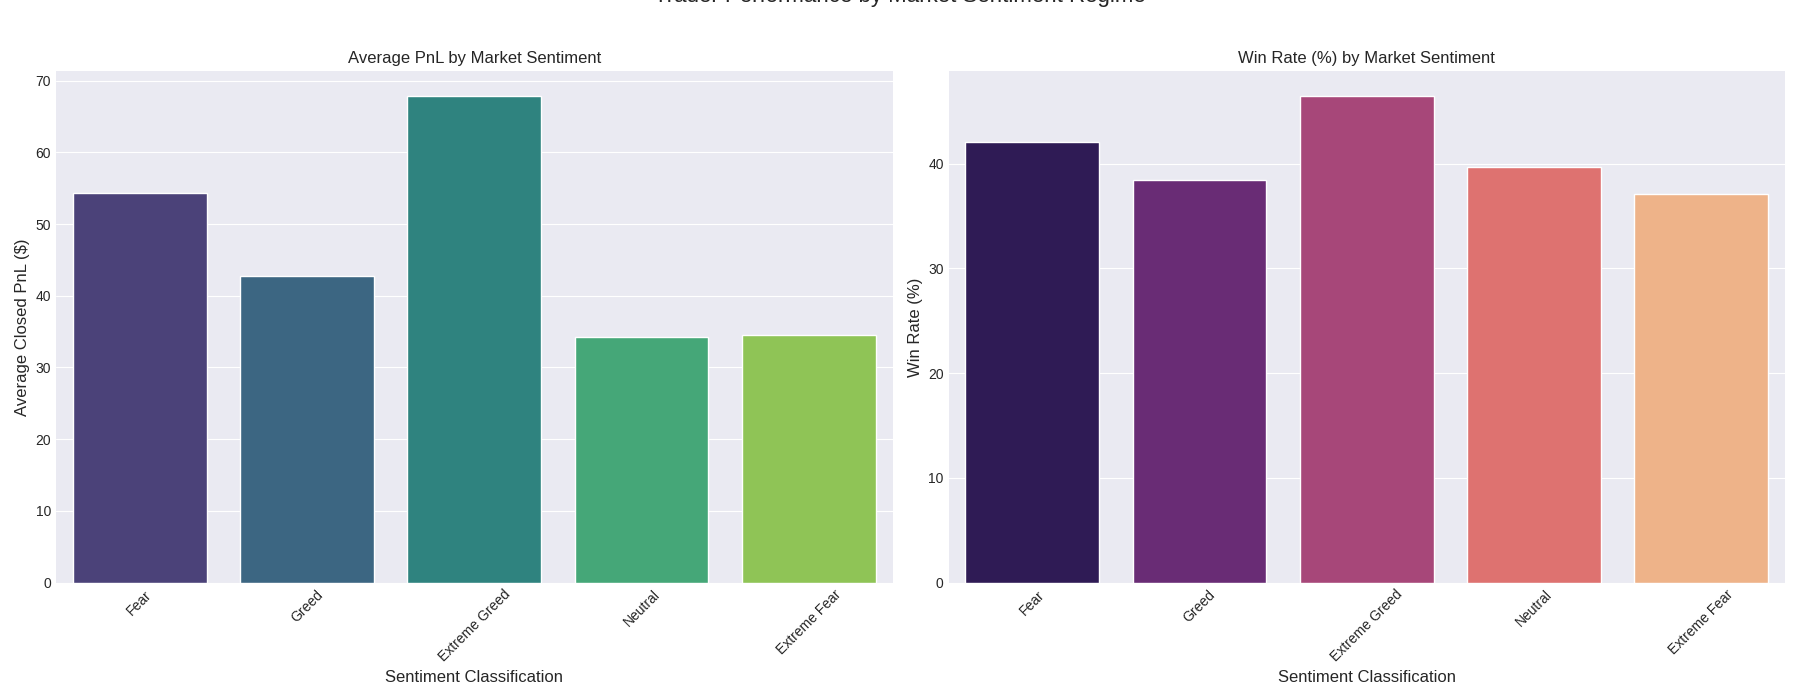 Trader Performance by Market Sentiment Regime
Average PnL by Market Sentiment
70
60
50
40
30
20
10
0
Average Closed PnL ($)
Fear
Greed
Extreme Greed
Neutral
Extreme Fear
Sentiment Classification
Win Rate (%) by Market Sentiment
40
30
20
10
0
Win Rate (%)
Fear
Greed
Extreme Greed
Neutral
Extreme Fear
Sentiment Classification